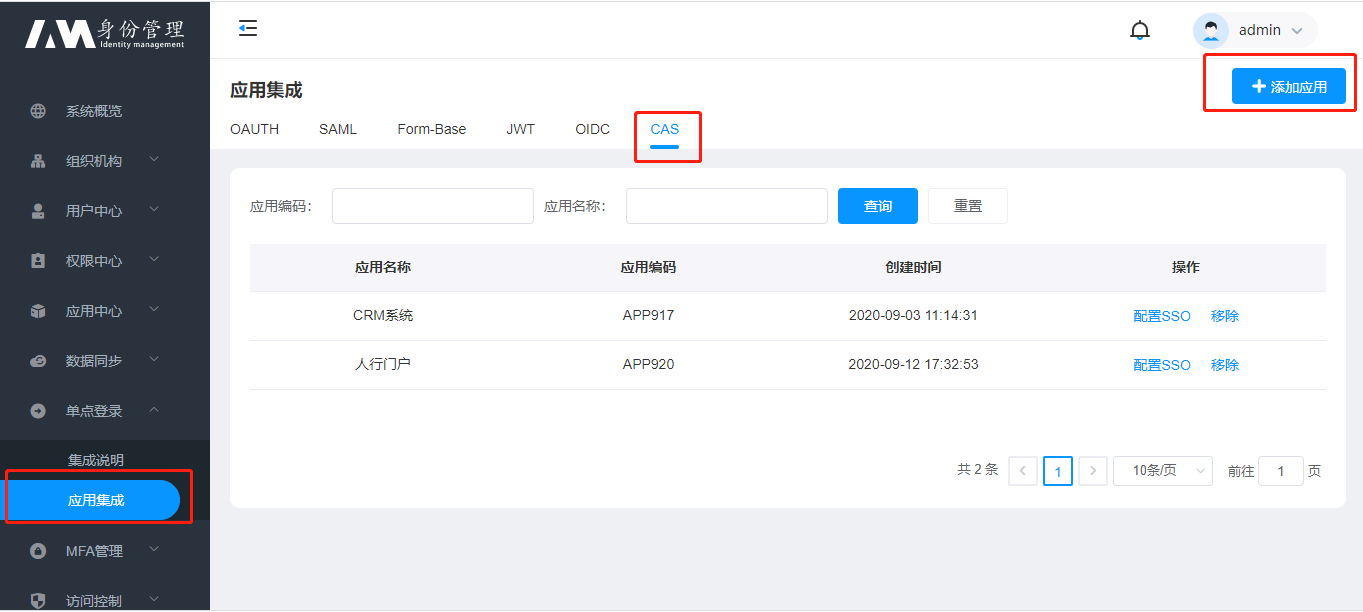 身份管理
Identity management
系统概览
组织机构
用户中心
权限中心
应用中心
数据同步
单点登录
集成说明
应用集成
MFA管理
访问控制
admin
应用集成
添加应用
OAUTH SAML Form-Base JWT OIDC CAS
应用编码: 应用名称: 查询 重置
应用名称 应用编码 创建时间 操作
CRM系统 APP917 2020-09-03 11:14:31 配置SSO 移除
人行门户 APP920 2020-09-12 17:32:53 配置SSO 移除
共 2 条 1 10条/页 前往 1 页